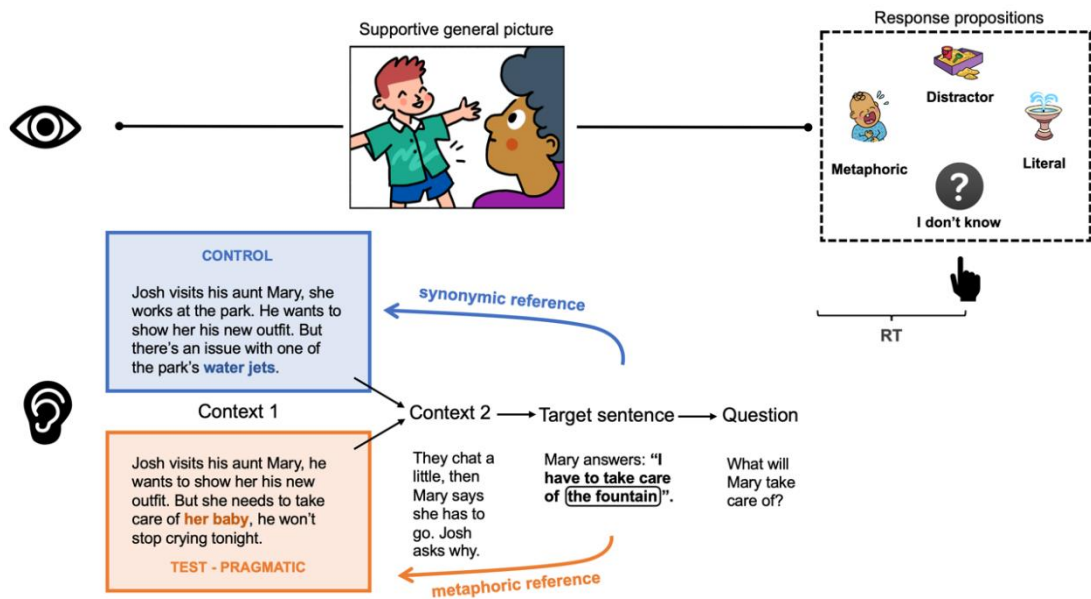 Supportive general picture
Response propositions
Distractor
Metaphoric
Literal
?
I don't know
RT
CONTROL
Josh visits his aunt Mary, she
works at the park. He wants to
show her his new outfit. But
there's an issue with one of
the park's water jets.
synonymic reference
Context 1
Context 2
Target sentence
Question
They chat a
little, then
Mary says
she has to
go. Josh
asks why.
Mary answers: “I
have to take care
of the fountain”.
What will
Mary take
care of?
Josh visits his aunt Mary, he
wants to show her his new
outfit. But she needs to take
care of her baby, he won't
stop crying tonight.
TEST - PRAGMATIC
metaphoric reference